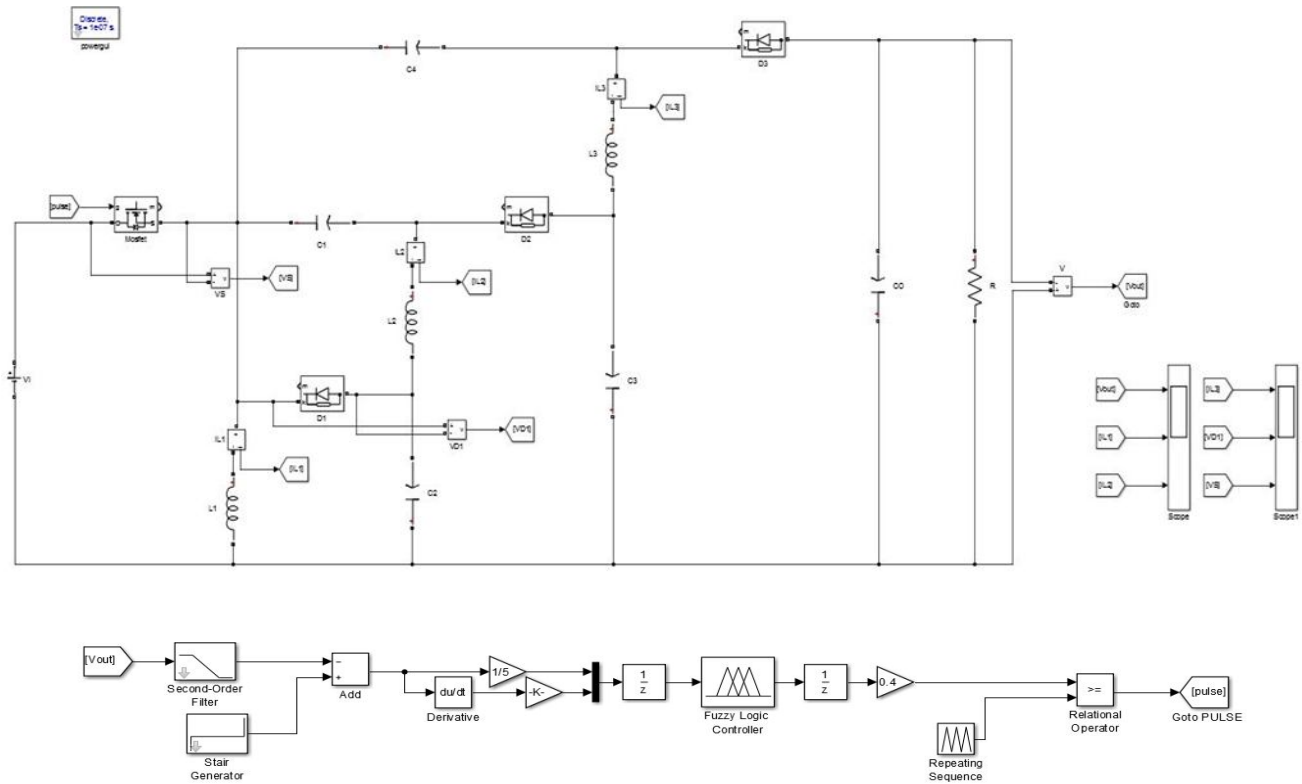 Discrete,
Ts = 1e-07 s.
powergui
C4
D3
IL3
[IL3]
L3
[pulse]
Mosfet
C1
D2
VS
[VS]
IL2
[IL2]
L2
C0
R
V
[Vout]
Goto
VI
D1
VD1
[VD1]
C3
IL1
[IL1]
L1
C2
[Vout]
[IL1]
[IL2]
Scope
[IL3]
[VD1]
[VS]
Scope1
[Vout]
Second-Order
Filter
Stair
Generator
Add
1/5
du/dt
Derivative
-K-
1
z
Fuzzy Logic
Controller
1
z
0.4
Repeating
Sequence
>=
Relational
Operator
[pulse]
Goto PULSE